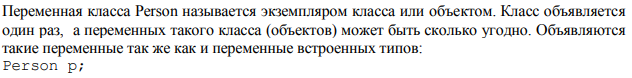 Переменная класса Person называется экземпляром класса или объектом. Класс объявляется
один раз,  а переменных такого класса (объектов) может быть сколько угодно. Объявляются
такие переменные так же как и переменные встроенных типов:
Person p;